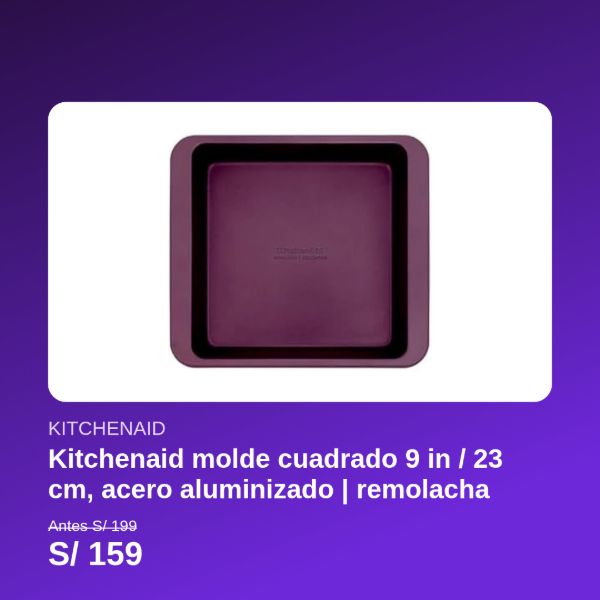 KITCHENAID
Kitchenaid molde cuadrado 9 in / 23
cm, acero aluminizado | remolacha
Antes S/ 199
S/ 159